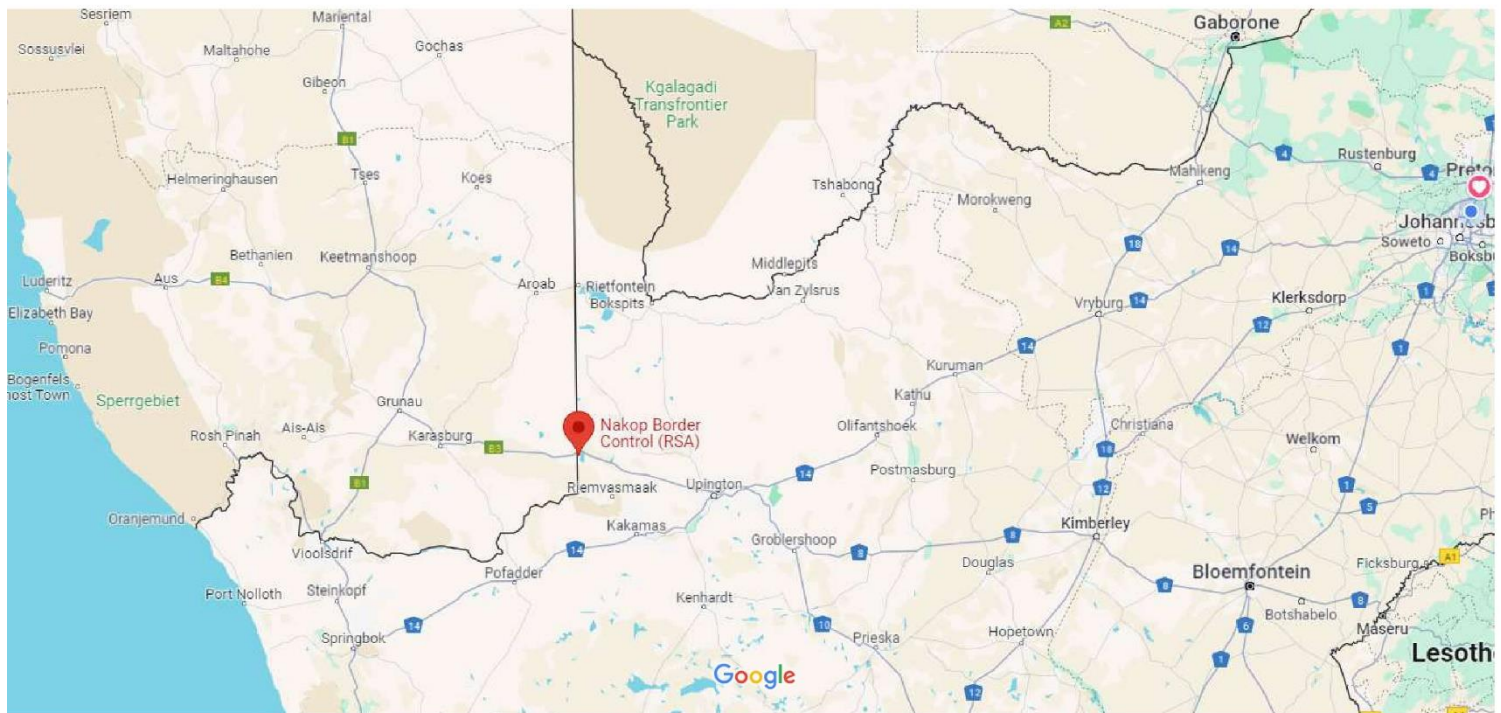 Sesriem
Mariental
Gochas
Sossusvlei
Maltahohe
Gibeon
B1
Kgalagadi
Transfrontier
Park
A2
Gaborone
4
Rustenburg
4
Helmeringhausen
Tses
Koes
Tshabong
Mahlkeng
Morokweng
Bethanien
Keetmanshoop
18
14
Soweto
Luderitz
Aus
B4
Aroab
Rietfontein
Bokspits
Middlepits
Van Zylsrus
Elizabeth Bay
Vryburg
14
Klerksdorp
1
Pomona
12
14
1
Bogenfels
Kuruman
Sperrgebiet
Kathu
Grunau
Nakop Border
Control (RSA)
Rosh Pinah
Ais-Ais
Karasburg
B3
Olifantshoek
Christiana
Welkom
14
Postmasburg
18
B1
Riemvasmaak
Upington
12
1
5
Oranjemund
Kakamas
Kimberley
Vioolsdrif
14
Groblershoop
8
8
Ficksburg
A1
Pofadder
Douglas
Bloemfontein
Port Nolloth
Steinkopf
Kenhardt
8
Botshabelo
8
Springbok
14
10
Prieska
Hopetown
6
Maseru
1
12
Google